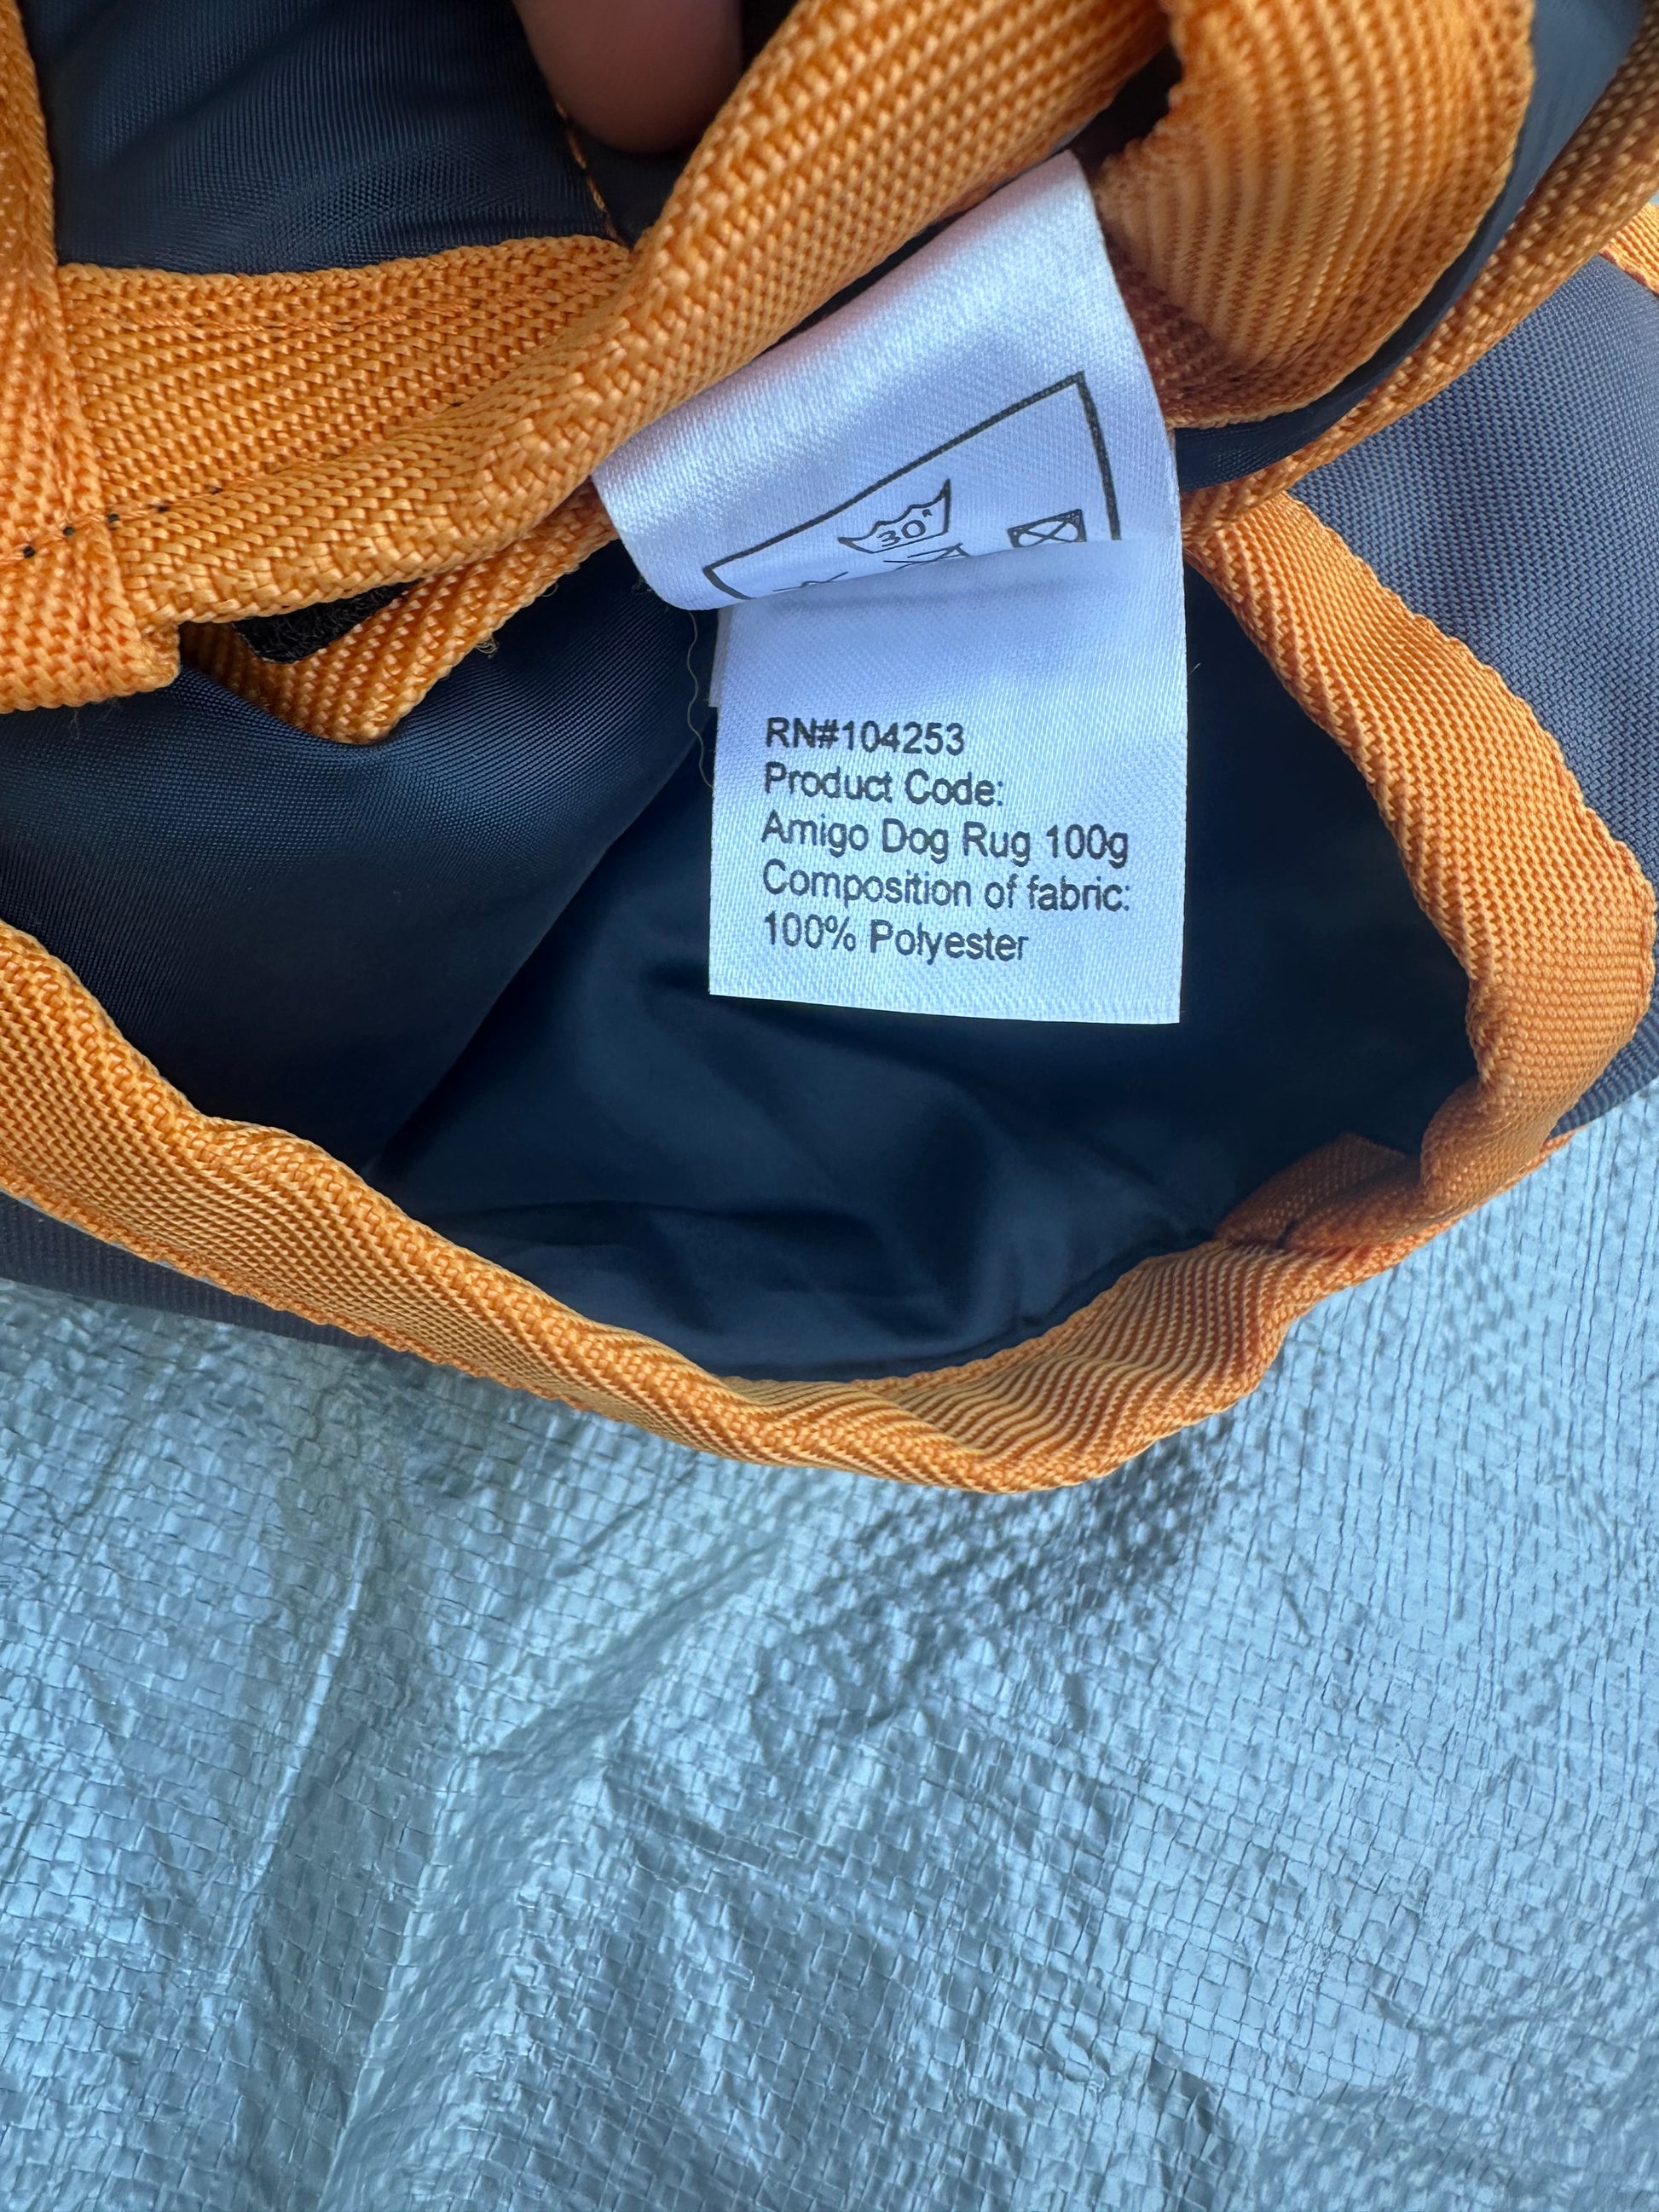 30°
RN#104253
Product Code:
Amigo Dog Rug 100g
Composition of fabric:
100% Polyester